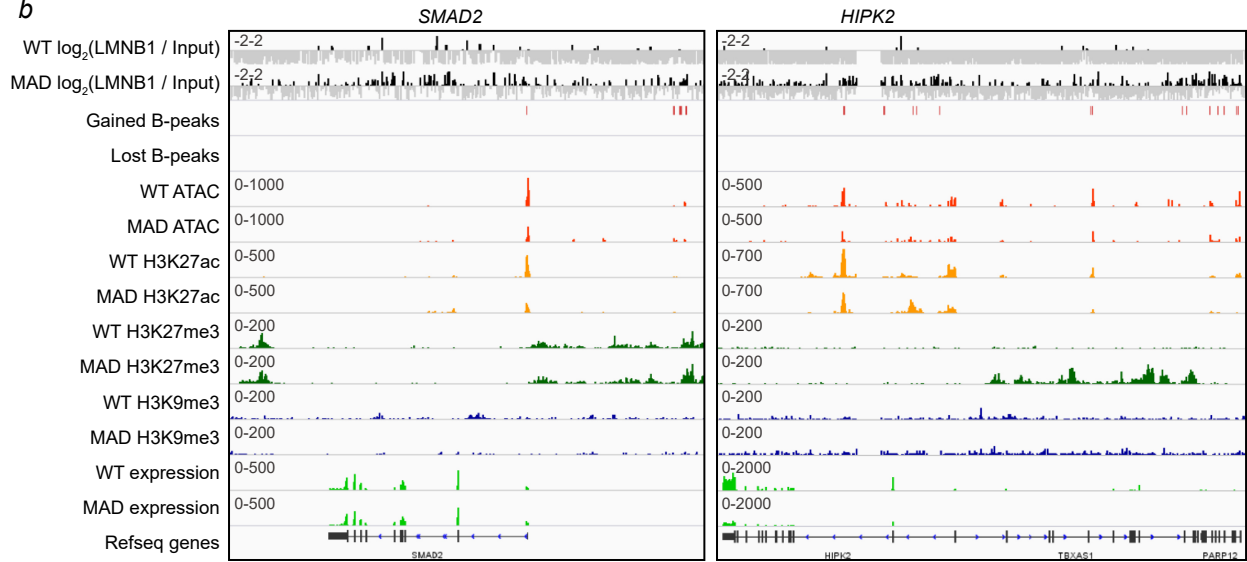 b
SMAD2 HIPK2
WT log2(LMNB1 / Input) -2-2 -2-2
MAD log2(LMNB1 / Input) -2-2 -2-2
Gained B-peaks
Lost B-peaks
WT ATAC 0-1000 0-500
MAD ATAC 0-1000 0-500
WT H3K27ac 0-500 0-700
MAD H3K27ac 0-500 0-700
WT H3K27me3 0-200 0-200
MAD H3K27me3 0-200 0-200
WT H3K9me3 0-200 0-200
MAD H3K9me3 0-200 0-200
WT expression 0-500 0-2000
MAD expression 0-500 0-2000
Refseq genes
SMAD2 HIPK2 TBXAS1 PARP12